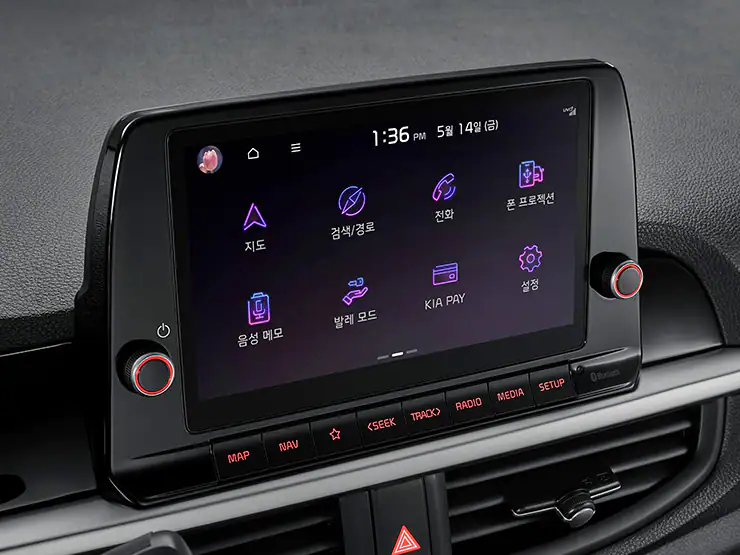 1:36 PM 5월 14일 (금)
지도
검색/경로
전화
폰 프로젝션
음성 메모
발레 모드
KIA PAY
설정
MAP
NAV
<SEEK
TRACK>
RADIO
MEDIA
SETUP
Bluetooth